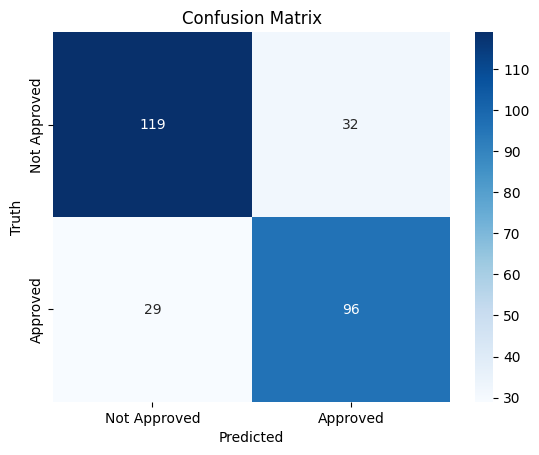 Confusion Matrix
Not Approved
119
32
110
100
90
80
70
60
50
40
30
Truth
Approved
29
96
Not Approved
Approved
Predicted